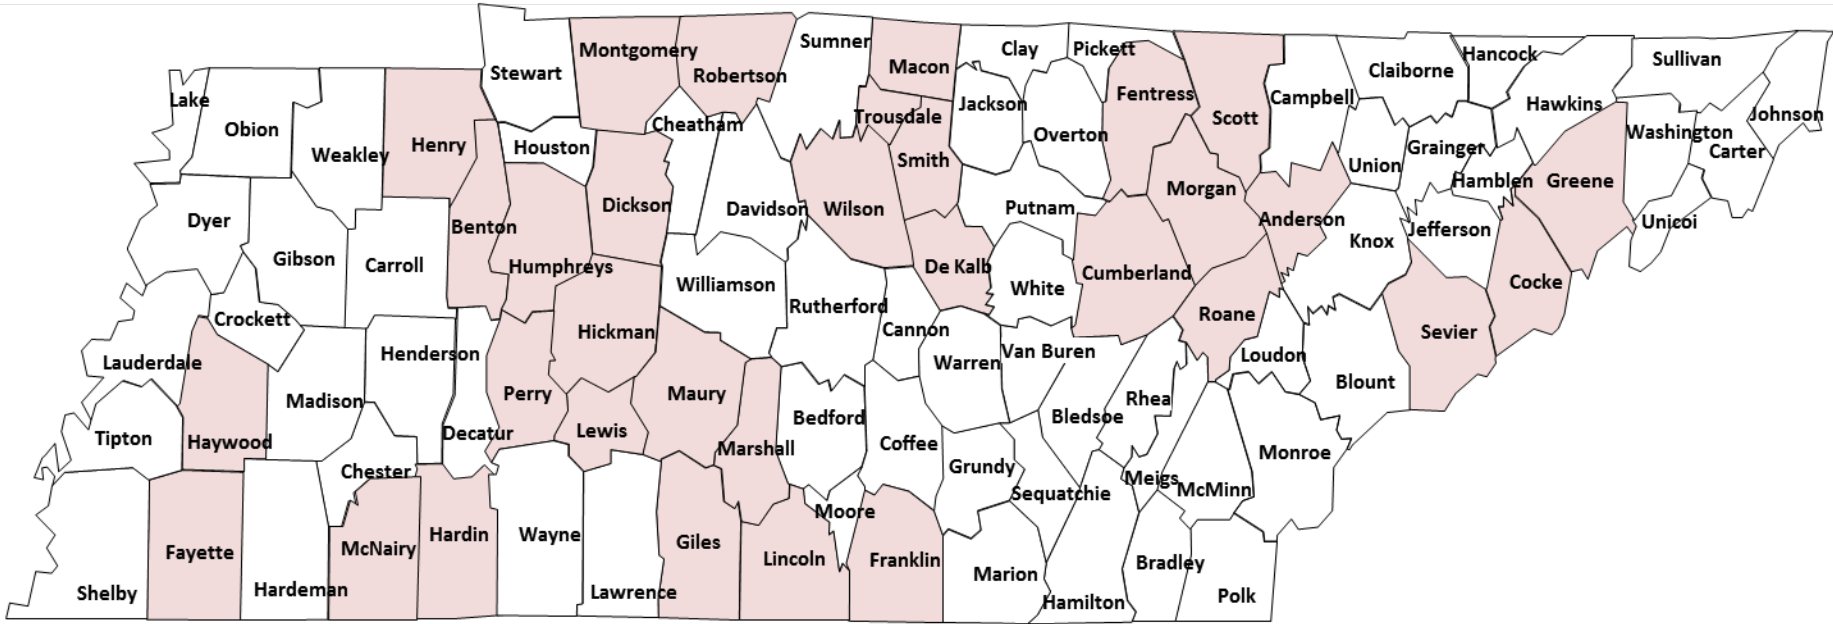 Stewart
Montgomery
Robertson
Sumner
Macon
Clay
Pickett
Fentress
Scott
Campbell
Claiborne
Hancock
Hawkins
Sullivan
Johnson
Lake
Obion
Weakley
Henry
Houston
Cheatham
Trousdale
Jackson
Overton
Morgan
Union
Grainger
Hamblen
Greene
Washington
Carter
Unicoi
Dyer
Gibson
Carroll
Benton
Humphreys
Dickson
Davidson
Wilson
Smith
De Kalb
Putnam
White
Cumberland
Anderson
Knox
Jefferson
Cocke
Sevier
Roane
Loudon
Blount
Lauderdale
Crockett
Haywood
Madison
Henderson
Decatur
Perry
Hickman
Lewis
Williamson
Maury
Rutherford
Cannon
Warren
Van Buren
Bledsoe
Rhea
Meigs
McMinn
Monroe
Tipton
Chester
Marshall
Bedford
Coffee
Grundy
Sequatchie
Moore
Shelby
Fayette
Hardeman
McNairy
Hardin
Wayne
Lawrence
Giles
Lincoln
Franklin
Marion
Hamilton
Bradley
Polk